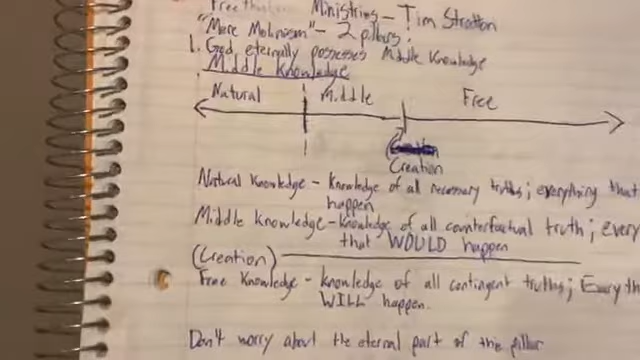 Ministries - Tim Stratton
"Mere Molinism" - 2 pillars:
1. God eternally possesses Middle Knowledge
Middle Knowledge
Natural Middle Free
Creation
Natural Knowledge - Knowledge of all necessary truths; everything that
happen
Middle Knowledge - knowledge of all counterfactual truth; every
that WOULD happen
(Creation)
Free Knowledge - knowledge of all contingent truths; Everyth
WILL happen.
Don't worry about the eternal part of the pillar